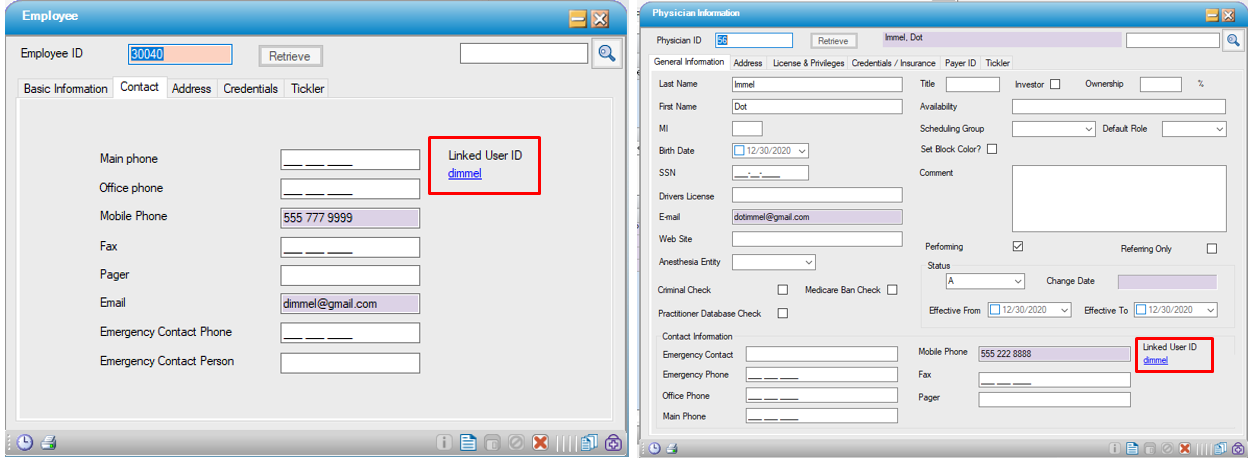 Employee
Employee ID 30040 Retrieve
Basic Information Contact Address Credentials Tickler
Main phone ___ ___ ____
Office phone ___ ___ ____
Mobile Phone 555 777 9999
Fax ___ ___ ____
Pager
Email dimmel@gmail.com
Emergency Contact Phone ___ ___ ____
Emergency Contact Person
Linked User ID
dimmel
Physician Information
Physician ID 56 Retrieve Immel, Dot
General Information Address License & Privileges Credentials / Insurance Payer ID Tickler
Last Name Immel
First Name Dot
MI
Birth Date 12/30/2020
SSN ___-__-____
Drivers License
E-mail dotimmel@gmail.com
Web Site
Anesthesia Entity
Criminal Check Medicare Ban Check
Practitioner Database Check
Title Investor Ownership %
Availability
Scheduling Group Default Role
Set Block Color?
Comment
Performing Referring Only
Status
A Change Date
Effective From 12/30/2020 Effective To 12/30/2020
Contact Information
Emergency Contact
Emergency Phone ___ ___ ____
Office Phone ___ ___ ____
Main Phone ___ ___ ____
Mobile Phone 555 222 8888
Fax ___ ___ ____
Pager
Linked User ID
dimmel